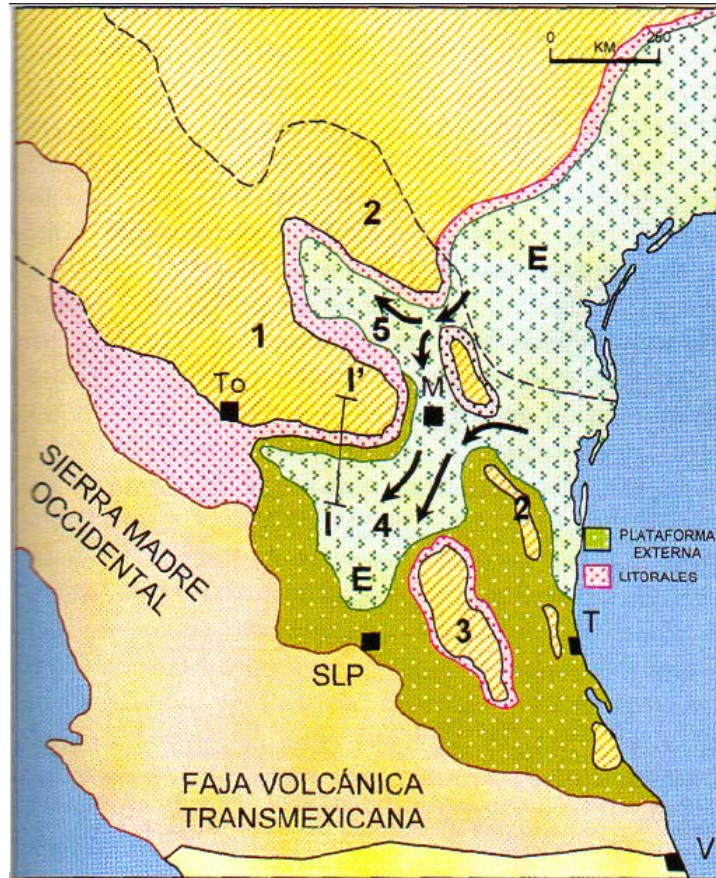 0 250
KM
2
E
5
1
I'
To
M
SIERRA MADRE
OCCIDENTAL
2
I
4
PLATAFORMA
EXTERNA
LITORALES
E
3
T
SLP
FAJA VOLCÁNICA
TRANSMEXICANA
V